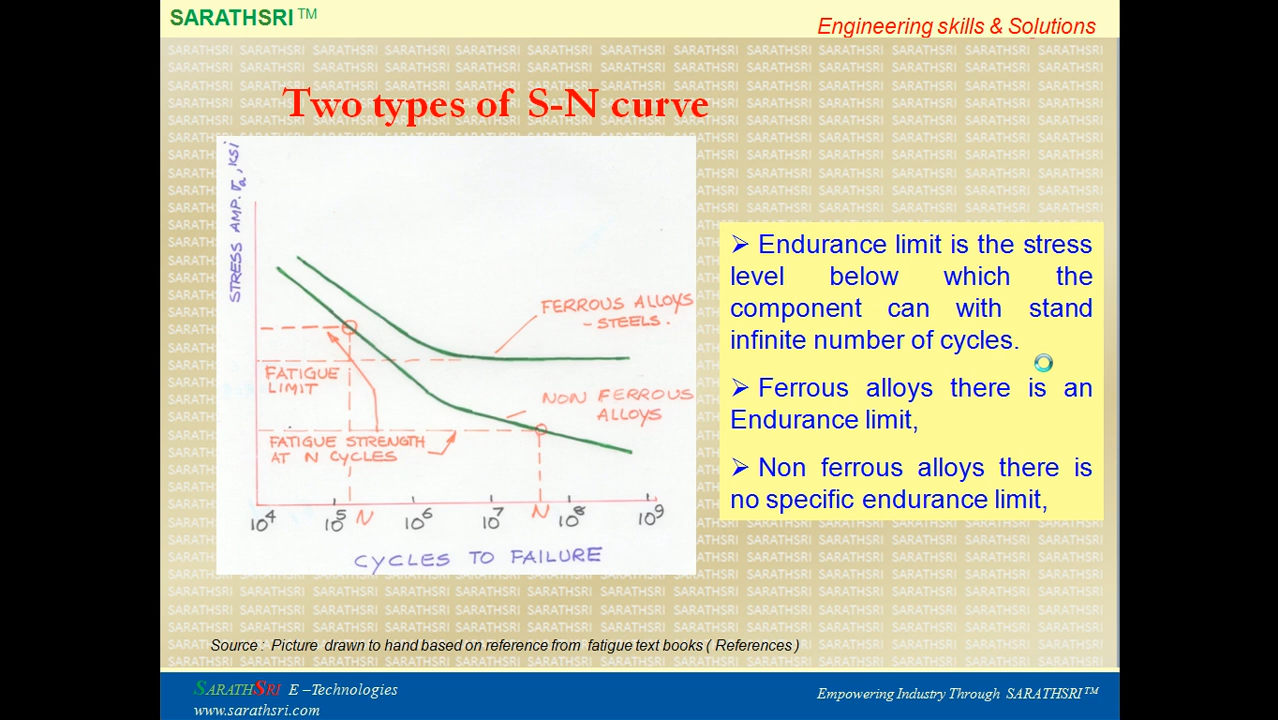 SARATHSRI™
Engineering skills & Solutions
Two types of S-N curve
STRESS AMP. σa, KSi
FERROUS ALLOYS
- STEELS.
FATIGUE
LIMIT
NON FERROUS
ALLOYS
FATIGUE STRENGTH
AT N CYCLES
10⁴ 10⁵ N 10⁶ 10⁷ N 10⁸ 10⁹
CYCLES TO FAILURE
➢ Endurance limit is the stress
level below which the
component can with stand
infinite number of cycles.
➢ Ferrous alloys there is an
Endurance limit,
➢ Non ferrous alloys there is
no specific endurance limit,
Source : Picture drawn to hand based on reference from fatigue text books ( References )
SARATHSRI E –Technologies
www.sarathsri.com
Empowering Industry Through SARATHSRI™